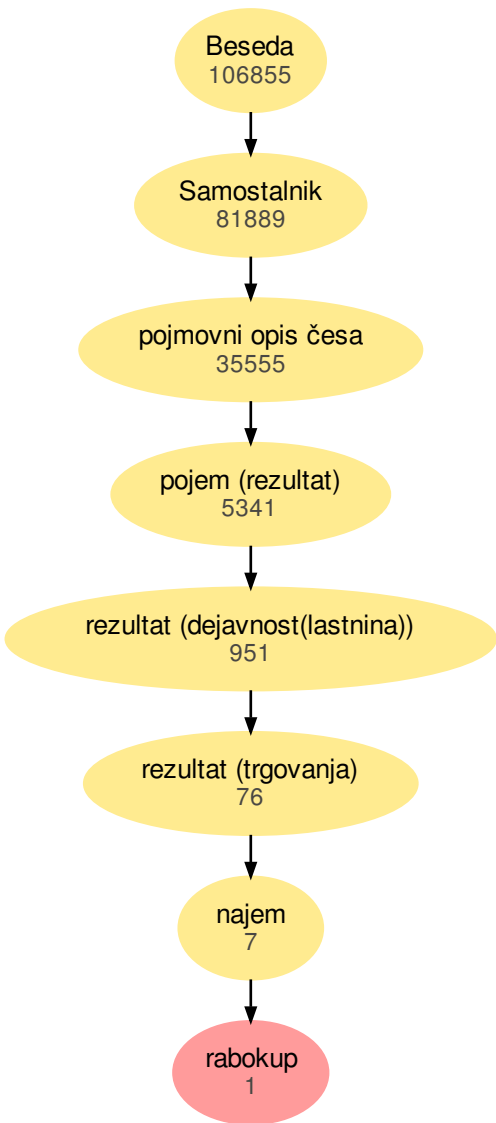 Beseda
106855
Samostalnik
81889
pojmovni opis česa
35555
pojem (rezultat)
5341
rezultat (dejavnost(lastnina))
951
rezultat (trgovanja)
76
najem
7
rabokup
1